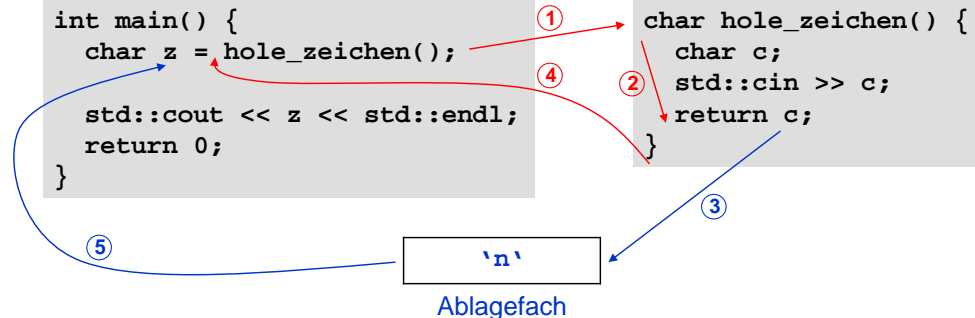 int main() {
char z = hole_zeichen();
std::cout << z << std::endl;
return 0;
}
①
④
char hole_zeichen() {
char c;
②
std::cin >> c;
return c;
}
③
⑤
‘n‘
Ablagefach